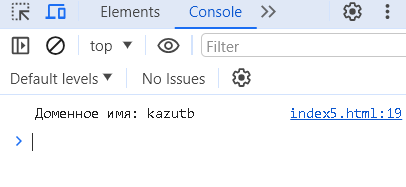 Elements Console
top Filter
Default levels No Issues
Доменное имя: kazutb index5.html:19